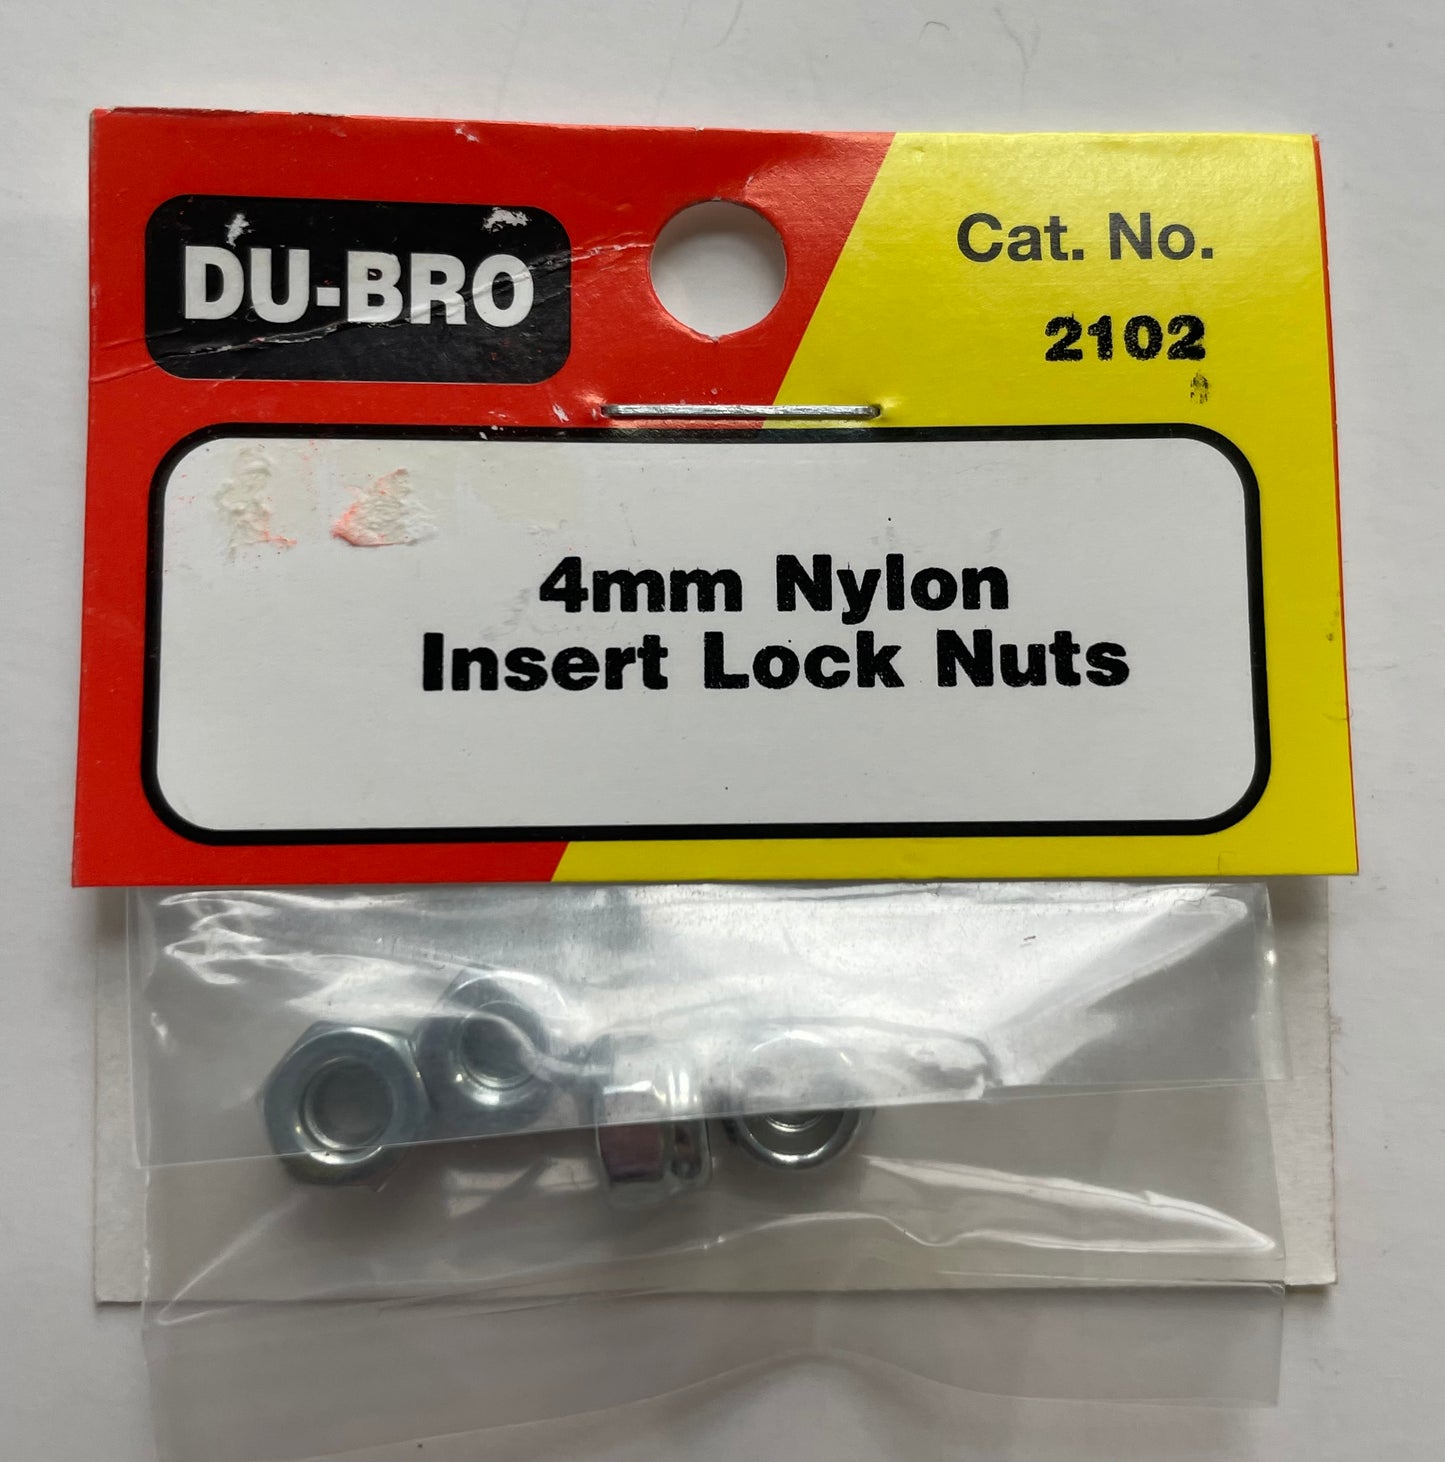 DU-BRO
Cat. No.
2102
4mm Nylon
Insert Lock Nuts